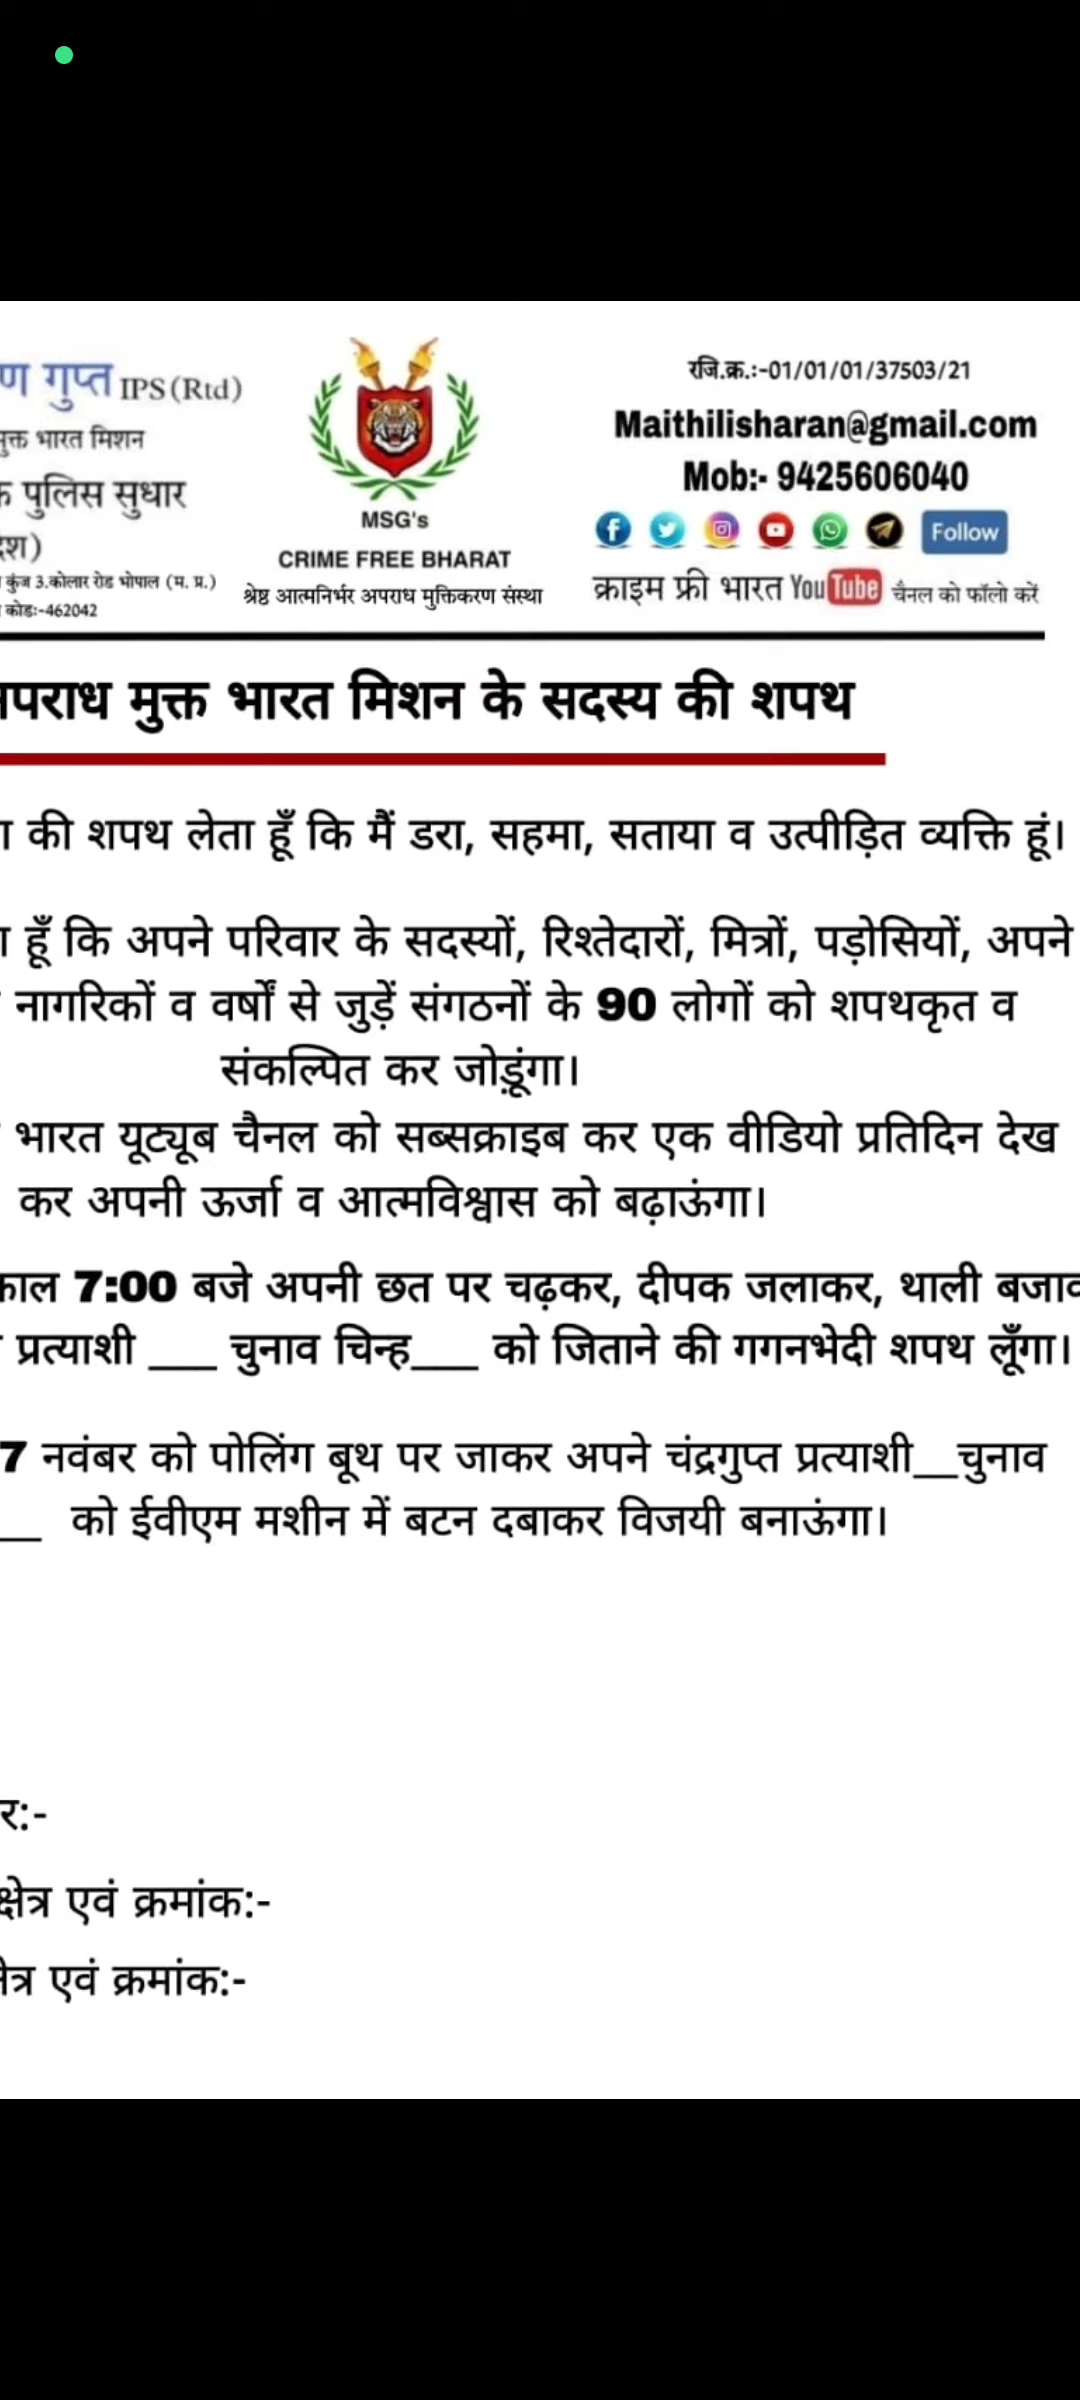 गुप्त IPS (Rtd)
भारत मिशन
पुलिस सुधार
कुंज 3.कोलार रोड भोपाल (म. प्र.)
कोडः-462042
MSG's
CRIME FREE BHARAT
श्रेष्ठ आत्मनिर्भर अपराध मुक्तिकरण संस्था
रजि.क्र.:-01/01/01/37503/21
Maithilisharan@gmail.com
Mob:- 9425606040
Follow
क्राइम फ्री भारत YouTube चैनल को फॉलो करें
मुक्त भारत मिशन के सदस्य की शपथ
की शपथ लेता हूँ कि मैं डरा, सहमा, सताया व उत्पीड़ित व्यक्ति हूं।
हूँ कि अपने परिवार के सदस्यों, रिश्तेदारों, मित्रों, पड़ोसियों, अपने
नागरिकों व वर्षों से जुड़ें संगठनों के 90 लोगों को शपथकृत व
संकल्पित कर जोड़ूंगा।
भारत यूट्यूब चैनल को सब्सक्राइब कर एक वीडियो प्रतिदिन देख
कर अपनी ऊर्जा व आत्मविश्वास को बढ़ाऊंगा।
7:00 बजे अपनी छत पर चढ़कर, दीपक जलाकर, थाली
प्रत्याशी ___ चुनाव चिन्ह___ को जिताने की गगनभेदी शपथ लूँगा।
7 नवंबर को पोलिंग बूथ पर जाकर अपने चंद्रगुप्त प्रत्याशी__चुनाव
__ को ईवीएम मशीन में बटन दबाकर विजयी बनाऊंगा।
एवं क्रमांक:-
एवं क्रमांक:-